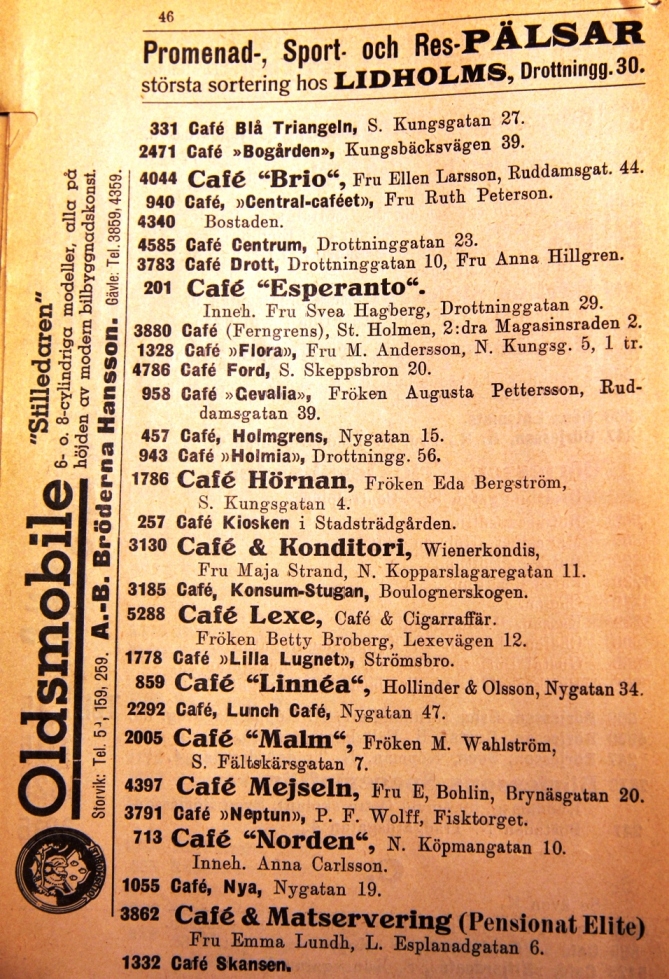 46
Promenad-, Sport- och Res-PÄLSAR
största sortering hos LIDHOLMS, Drottningg. 30.
331 Café Blå Triangeln, S. Kungsgatan 27.
2471 Café »Bogården», Kungsbäcksvägen 39.
4044 Café “Brio“, Fru Ellen Larsson, Ruddamsgat. 44.
940 Café, »Central-caféet», Fru Ruth Peterson.
4340 Bostaden.
4585 Café Centrum, Drottninggatan 23.
3783 Café Drott, Drottninggatan 10, Fru Anna Hillgren.
201 Café “Esperanto“.
Inneh. Fru Svea Hagberg, Drottninggatan 29.
3880 Café (Ferngrens), St. Holmen, 2:dra Magasinsraden 2.
1328 Café »Flora», Fru M. Andersson, N. Kungsg. 5, 1 tr.
4786 Café Ford, S. Skeppsbron 20.
958 Café »Gevalia», Fröken Augusta Pettersson, Rud-
damsgatan 39.
457 Café, Holmgrens, Nygatan 15.
943 Café »Holmia», Drottningg. 56.
1786 Café Hörnan, Fröken Eda Bergström,
S. Kungsgatan 4.
257 Café Kiosken i Stadsträdgården.
3130 Café & Konditori, Wienerkondis,
Fru Maja Strand, N. Kopparslagaregatan 11.
3185 Café, Konsum-Stugan, Boulognerskogen.
5288 Café Lexe, Café & Cigarraffär.
Fröken Betty Broberg, Lexevägen 12.
1778 Café »Lilla Lugnet», Strömsbro.
859 Café “Linnéa“, Hollinder & Olsson, Nygatan 34.
2292 Café, Lunch Café, Nygatan 47.
2005 Café “Malm“, Fröken M. Wahlström,
S. Fältskärsgatan 7.
4397 Café Mejseln, Fru E, Bohlin, Brynäsgatan 20.
3791 Café »Neptun», P. F. Wolff, Fisktorget.
713 Café “Norden“, N. Köpmangatan 10.
Inneh. Anna Carlsson.
1055 Café, Nya, Nygatan 19.
3862 Café & Matservering (Pensionat Elite)
Fru Emma Lundh, L. Esplanadgatan 6.
1332 Café Skansen.
Oldsmobile "Stilledaren"
6- o. 8-cylindriga modeller, alla på
höjden av modern bilbyggnadskonst.
Storvik: Tel. 159, 259. A.-B. Bröderna Hansson. Gävle: Tel. 3859, 4359.